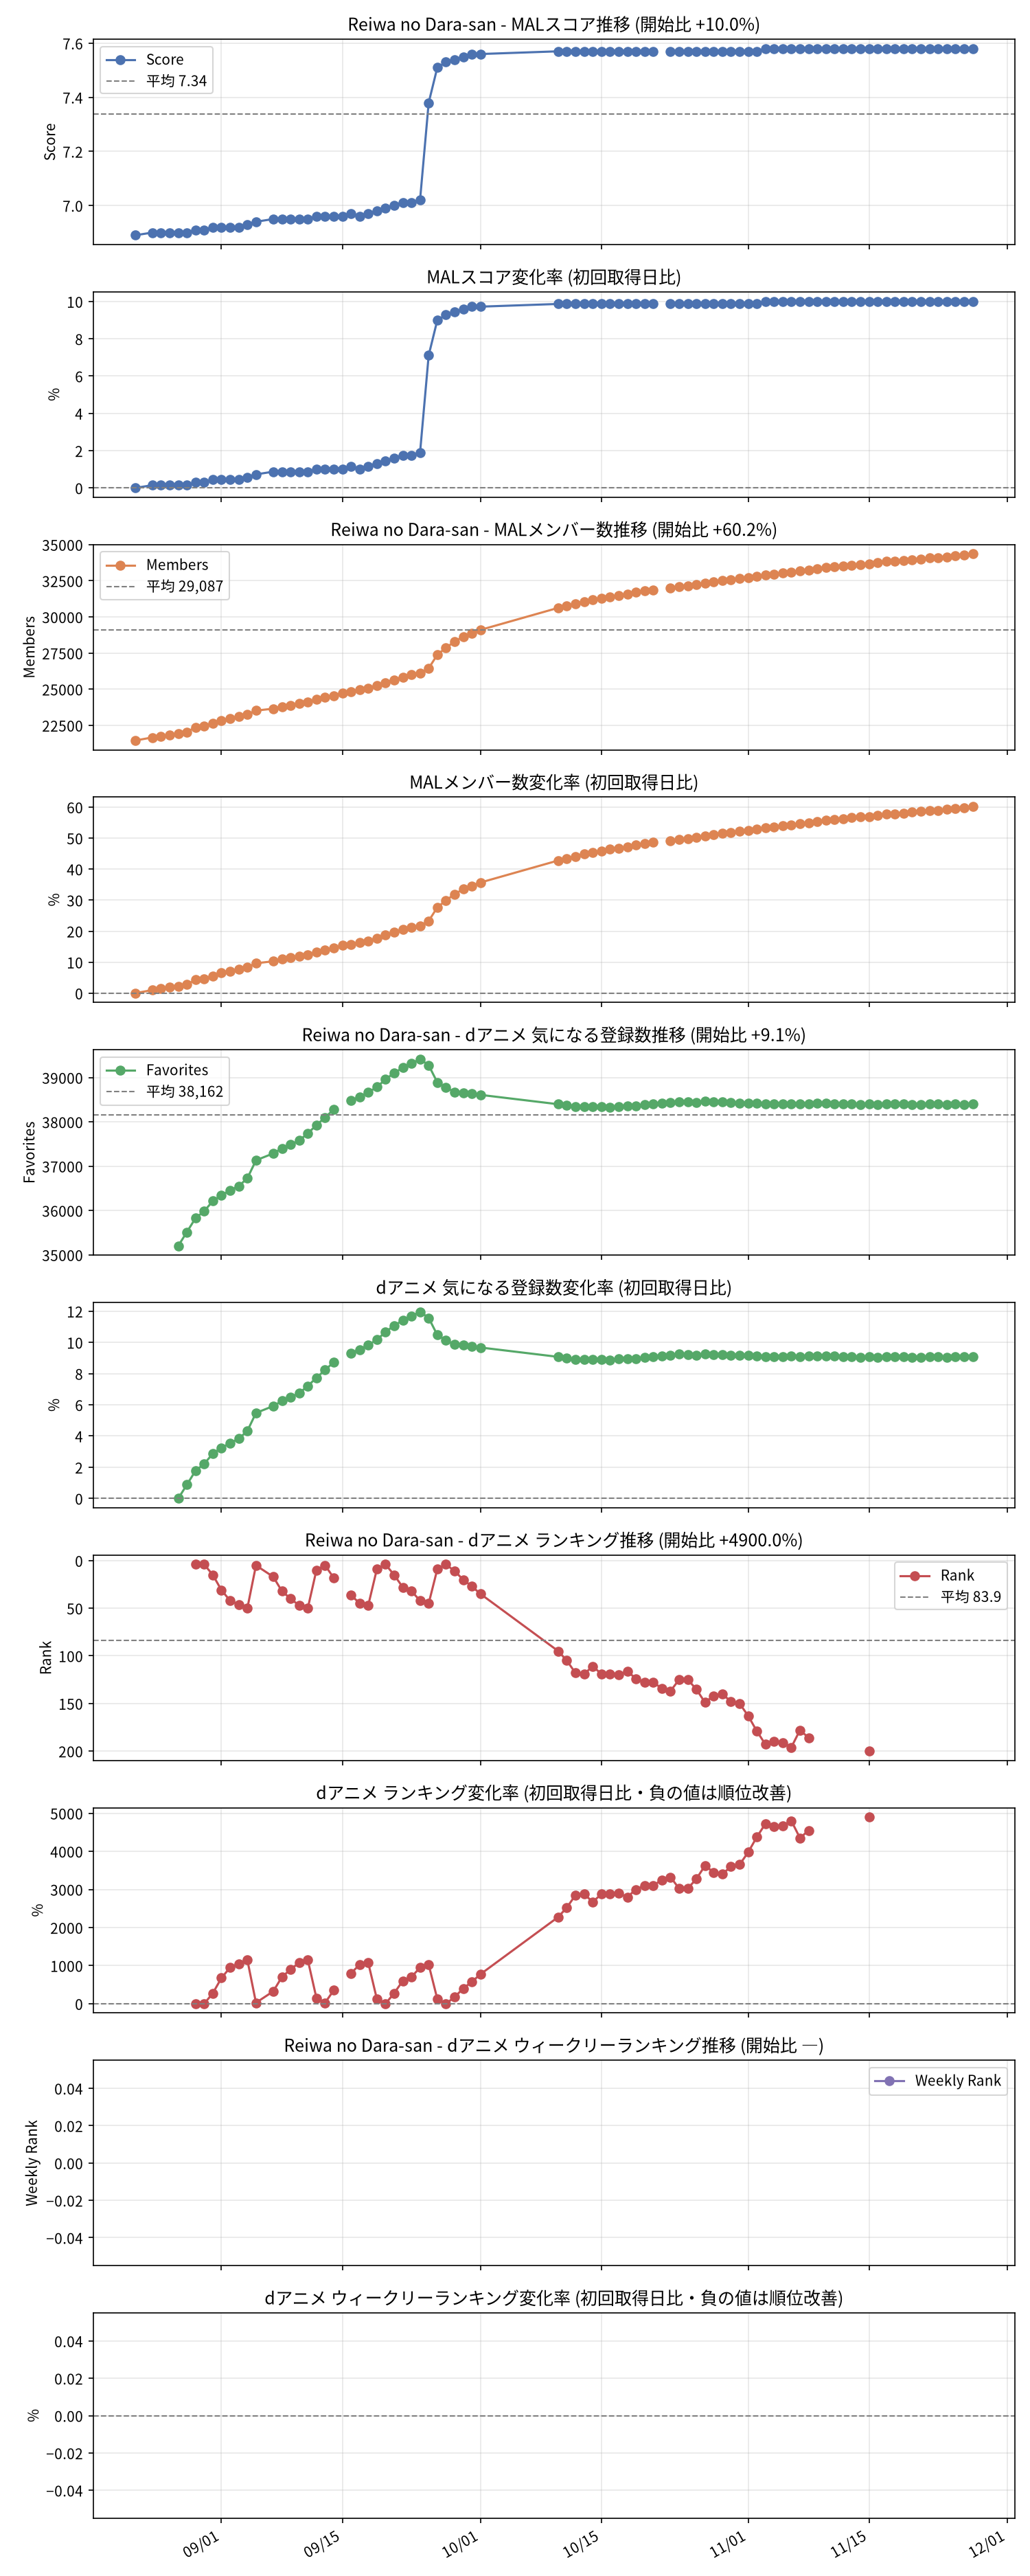 Reiwa no Dara-san - MALスコア推移 (開始比 +10.0%)
7.6
7.4
7.2
7.0
Score
Score
平均 7.34
MALスコア変化率 (初回取得日比)
10
8
6
4
2
0
%
Reiwa no Dara-san - MALメンバー数推移 (開始比 +60.2%)
35000
32500
30000
27500
25000
22500
Members
Members
平均 29,087
MALメンバー数変化率 (初回取得日比)
60
50
40
30
20
10
0
%
Reiwa no Dara-san - dアニメ 気になる登録数推移 (開始比 +9.1%)
39000
38000
37000
36000
35000
Favorites
Favorites
平均 38,162
dアニメ 気になる登録数変化率 (初回取得日比)
12
10
8
6
4
2
0
%
Reiwa no Dara-san - dアニメ ランキング推移 (開始比 +4900.0%)
0
50
100
150
200
Rank
Rank
平均 83.9
dアニメ ランキング変化率 (初回取得日比・負の値は順位改善)
5000
4000
3000
2000
1000
0
%
Reiwa no Dara-san - dアニメ ウィークリーランキング推移 (開始比 —)
0.04
0.02
0.00
−0.02
−0.04
Weekly Rank
Weekly Rank
dアニメ ウィークリーランキング変化率 (初回取得日比・負の値は順位改善)
0.04
0.02
0.00
−0.02
−0.04
%
09/01
09/15
10/01
10/15
11/01
11/15
12/01